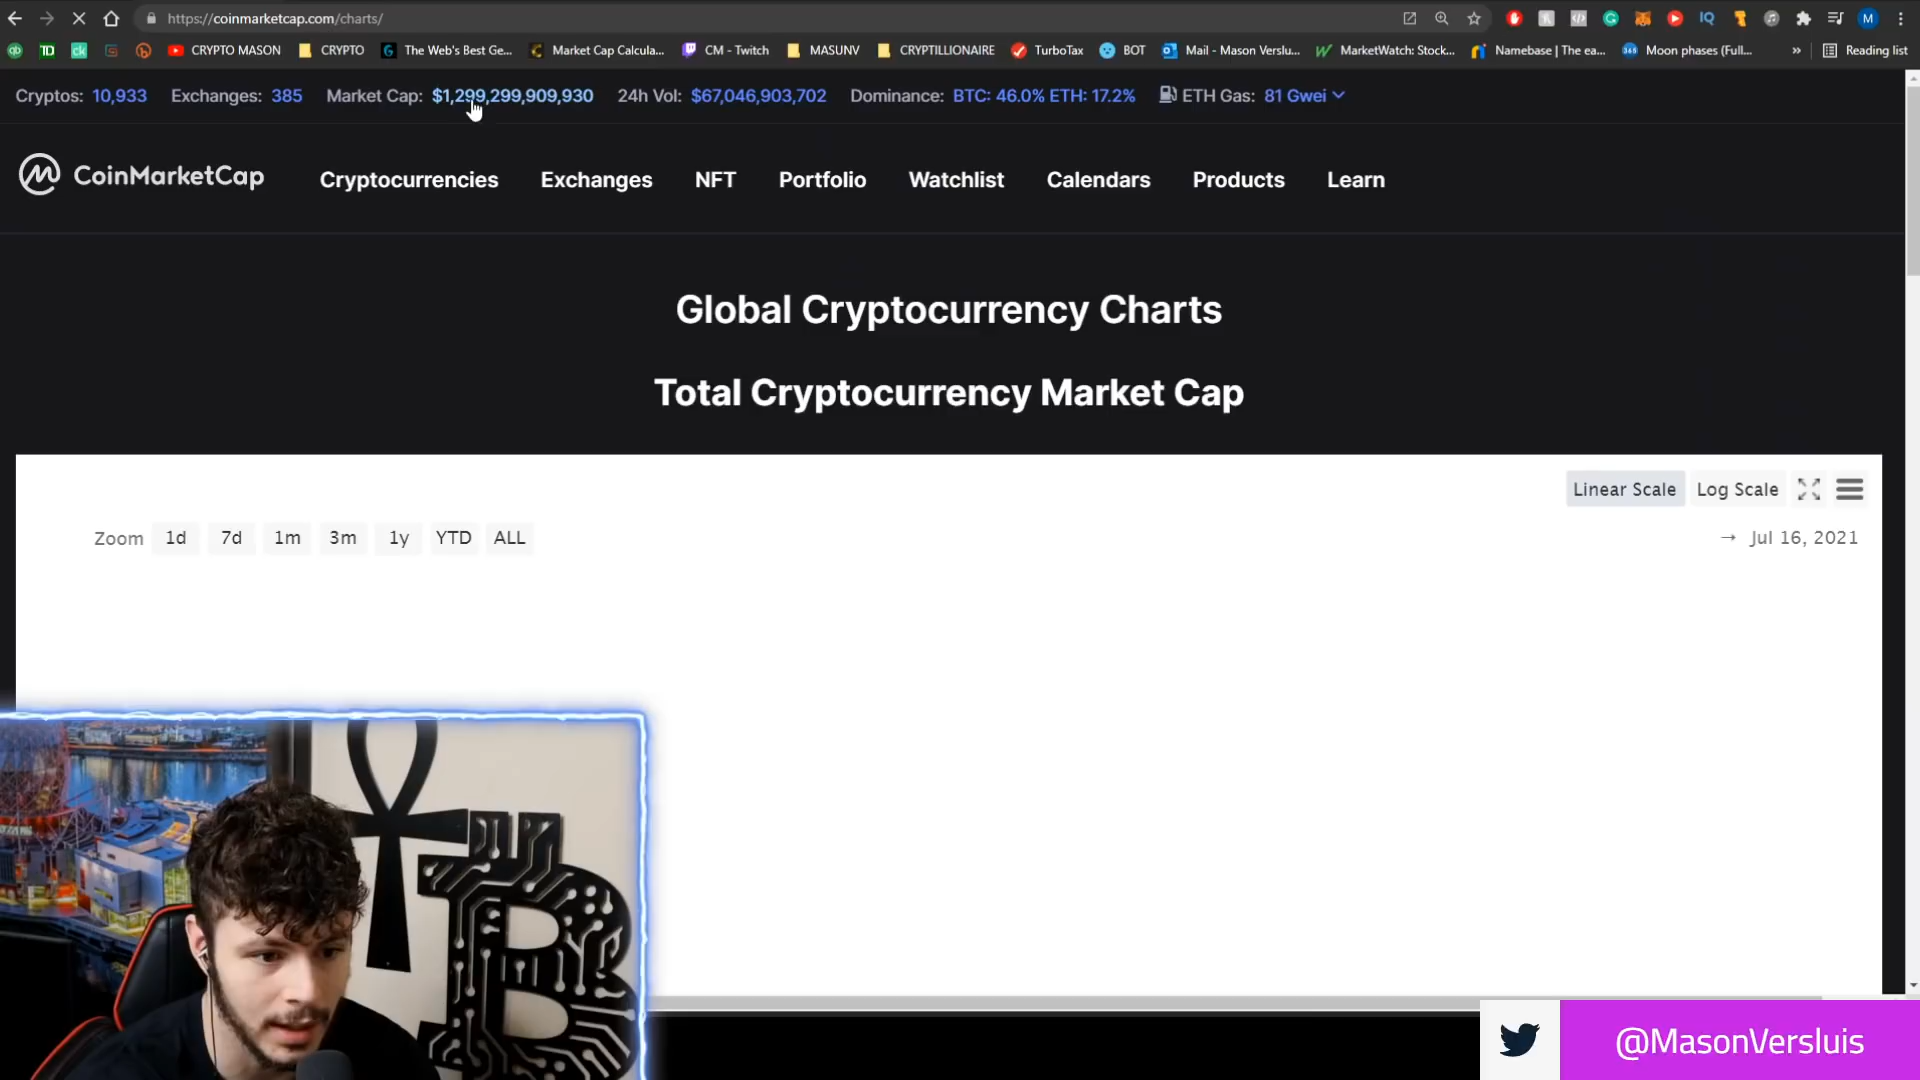 https://coinmarketcap.com/charts/
TD ck CRYPTO MASON CRYPTO The Web's Best Ge... Market Cap Calcula... CM - Twitch MASUNV CRYPTILLIONAIRE TurboTax BOT Mail - Mason Verslu... MarketWatch: Stock... Namebase | The ea... Moon phases (Full... » Reading list
Cryptos: 10,933 Exchanges: 385 Market Cap: $1,299,299,909,930 24h Vol: $67,046,903,702 Dominance: BTC: 46.0% ETH: 17.2% ETH Gas: 81 Gwei
CoinMarketCap Cryptocurrencies Exchanges NFT Portfolio Watchlist Calendars Products Learn
Global Cryptocurrency Charts
Total Cryptocurrency Market Cap
Linear Scale Log Scale
Zoom 1d 7d 1m 3m 1y YTD ALL → Jul 16, 2021
@MasonVersluis